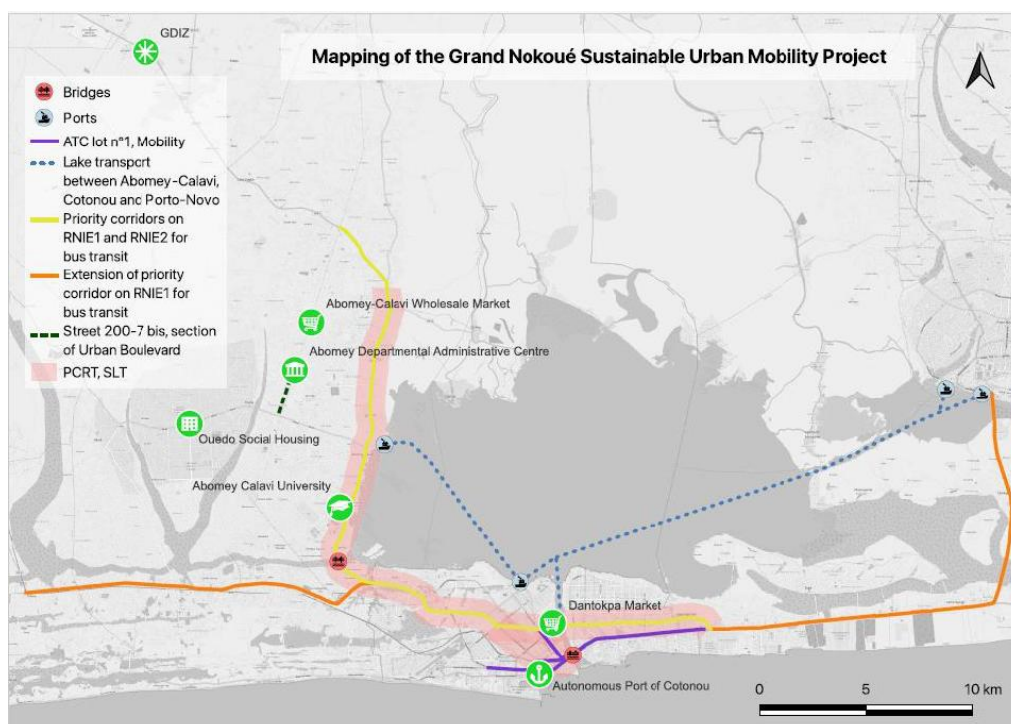 GDIZ
Mapping of the Grand Nokoué Sustainable Urban Mobility Project
N
Bridges
Ports
ATC lot n°1, Mobility
Lake transport
between Abomey-Calavi,
Cotonou and Porto-Novo
Priority corridors on
RNIE1 and RNIE2 for
bus transit
Extension of priority
corridor on RNIE1 for
bus transit
Street 200-7 bis, section
of Urban Boulevard
PCRT, SLT
Abomey-Calavi Wholesale Market
Abomey Departmental Administrative Centre
Ouedo Social Housing
Abomey Calavi University
Dantokpa Market
Autonomous Port of Cotonou
0 5 10 km